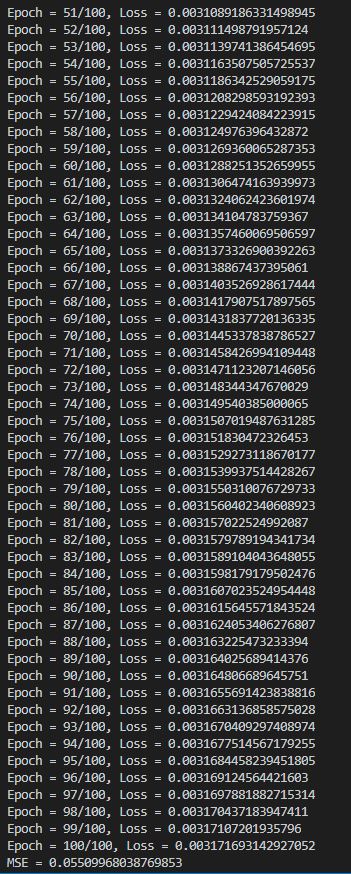 Epoch = 51/100, Loss = 0.0031089186331498945
Epoch = 52/100, Loss = 0.003111498791957124
Epoch = 53/100, Loss = 0.0031139741386454695
Epoch = 54/100, Loss = 0.0031163507505725537
Epoch = 55/100, Loss = 0.0031186342529059175
Epoch = 56/100, Loss = 0.0031208298593192393
Epoch = 57/100, Loss = 0.0031229424084223915
Epoch = 58/100, Loss = 0.003124976396432872
Epoch = 59/100, Loss = 0.0031269360065287353
Epoch = 60/100, Loss = 0.0031288251352659955
Epoch = 61/100, Loss = 0.0031306474163939973
Epoch = 62/100, Loss = 0.0031324062423601974
Epoch = 63/100, Loss = 0.003134104783759367
Epoch = 64/100, Loss = 0.0031357460069506597
Epoch = 65/100, Loss = 0.0031373326900392263
Epoch = 66/100, Loss = 0.003138867437395061
Epoch = 67/100, Loss = 0.0031403526928617444
Epoch = 68/100, Loss = 0.0031417907517897565
Epoch = 69/100, Loss = 0.0031431837720136335
Epoch = 70/100, Loss = 0.0031445337838786527
Epoch = 71/100, Loss = 0.0031458426994109448
Epoch = 72/100, Loss = 0.0031471123207146056
Epoch = 73/100, Loss = 0.003148344347670029
Epoch = 74/100, Loss = 0.003149540385000065
Epoch = 75/100, Loss = 0.0031507019487631285
Epoch = 76/100, Loss = 0.003151830472326453
Epoch = 77/100, Loss = 0.0031529273118670177
Epoch = 78/100, Loss = 0.0031539937514428267
Epoch = 79/100, Loss = 0.0031550310076729733
Epoch = 80/100, Loss = 0.0031560402340608923
Epoch = 81/100, Loss = 0.003157022524992087
Epoch = 82/100, Loss = 0.0031579789194341734
Epoch = 83/100, Loss = 0.0031589104043648055
Epoch = 84/100, Loss = 0.0031598179179502476
Epoch = 85/100, Loss = 0.0031607023524954448
Epoch = 86/100, Loss = 0.0031615645571843524
Epoch = 87/100, Loss = 0.0031624053406276807
Epoch = 88/100, Loss = 0.003163225473233394
Epoch = 89/100, Loss = 0.003164025689414376
Epoch = 90/100, Loss = 0.003164806689645751
Epoch = 91/100, Loss = 0.0031655691423838816
Epoch = 92/100, Loss = 0.0031663136858575028
Epoch = 93/100, Loss = 0.0031670409297408974
Epoch = 94/100, Loss = 0.0031677514567179255
Epoch = 95/100, Loss = 0.0031684458239451805
Epoch = 96/100, Loss = 0.003169124564421603
Epoch = 97/100, Loss = 0.0031697881882715314
Epoch = 98/100, Loss = 0.003170437183947411
Epoch = 99/100, Loss = 0.00317107201935796
Epoch = 100/100, Loss = 0.003171693142927052
MSE = 0.05509968038769853